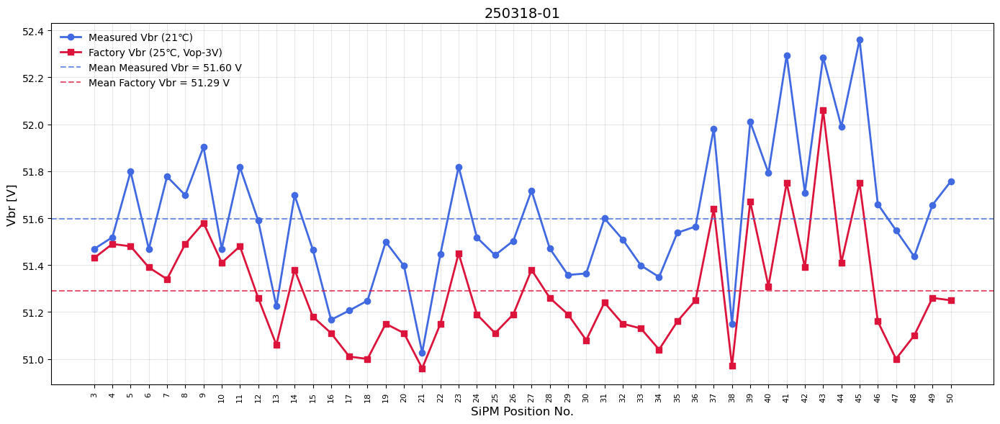 250318-01
Measured Vbr (21℃)
Factory Vbr (25℃, Vop-3V)
Mean Measured Vbr = 51.60 V
Mean Factory Vbr = 51.29 V
Vbr [V]
52.4
52.2
52.0
51.8
51.6
51.4
51.2
51.0
3 4 5 6 7 8 9 10 11 12 13 14 15 16 17 18 19 20 21 22 23 24 25 26 27 28 29 30 31 32 33 34 35 36 37 38 39 40 41 42 43 44 45 46 47 48 49 50
SiPM Position No.